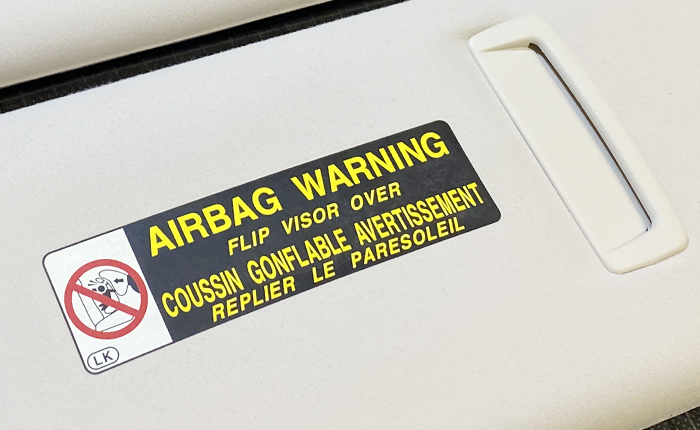 AIRBAG WARNING
FLIP VISOR OVER
COUSSIN GONFLABLE AVERTISSEMENT
REPLIER LE PARESOLEIL
LK